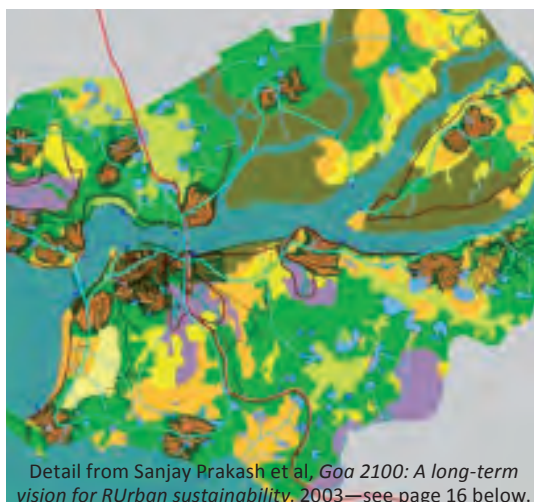 Detail from Sanjay Prakash et al, Goa 2100: A long-term
vision for RUrban sustainability, 2003—see page 16 below.